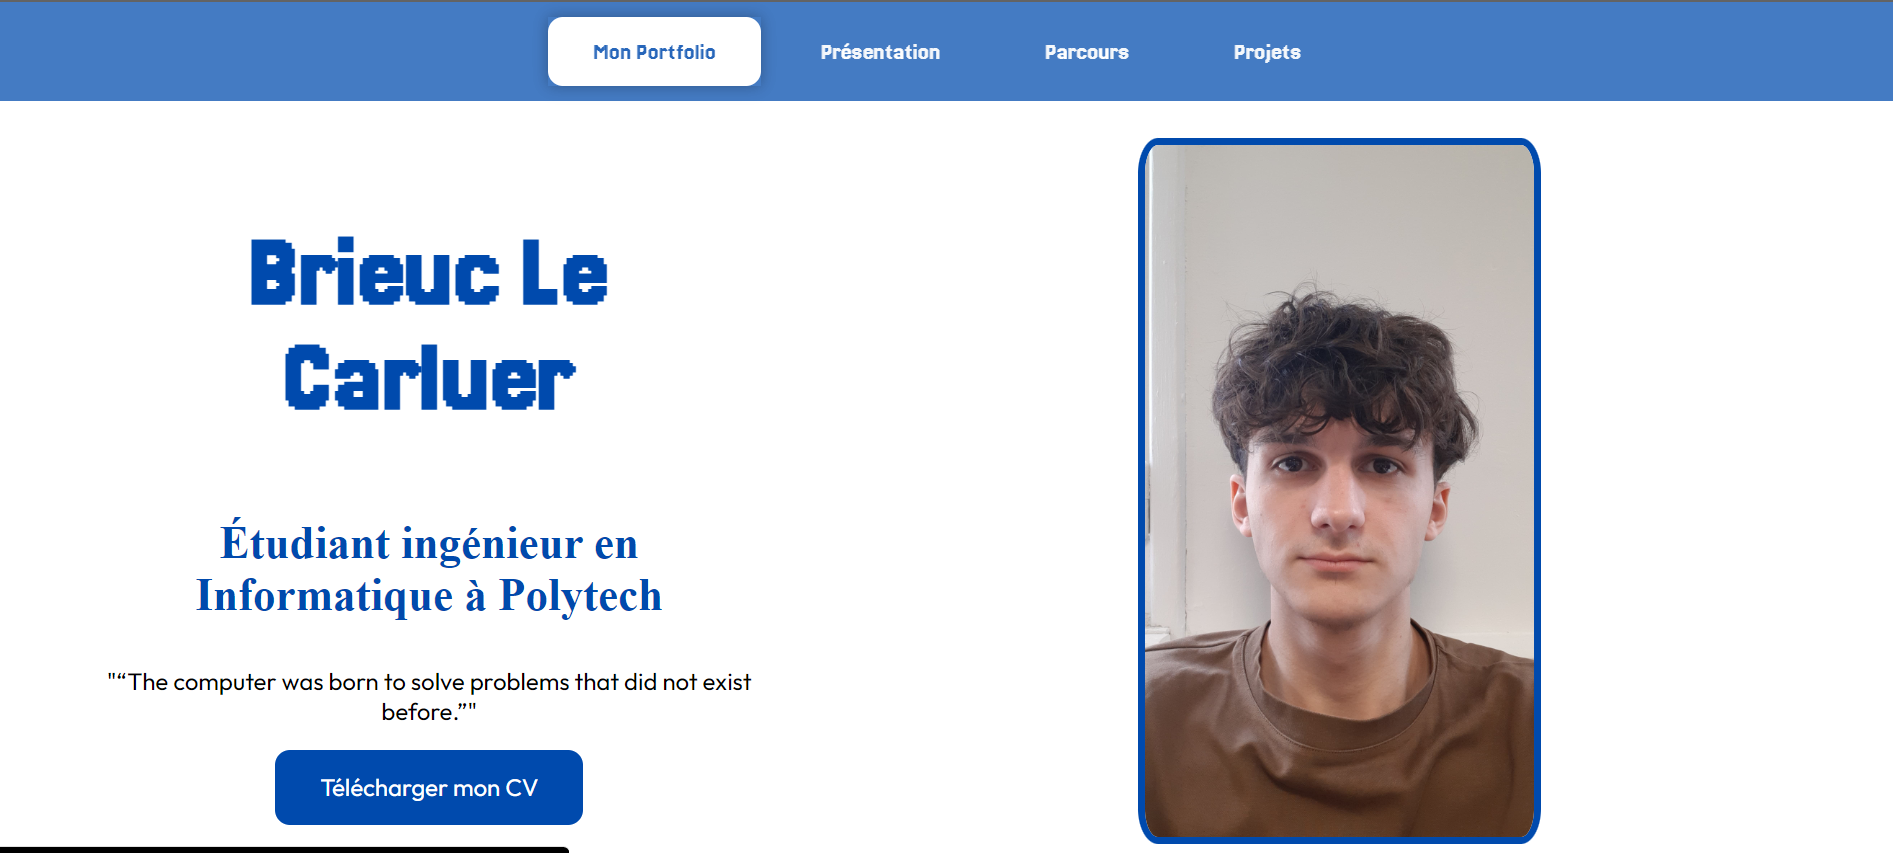 Mon Portfolio Présentation Parcours Projets
Brieuc Le
Carluer
Étudiant ingénieur en
Informatique à Polytech
"“The computer was born to solve problems that did not exist
before.”"
Télécharger mon CV